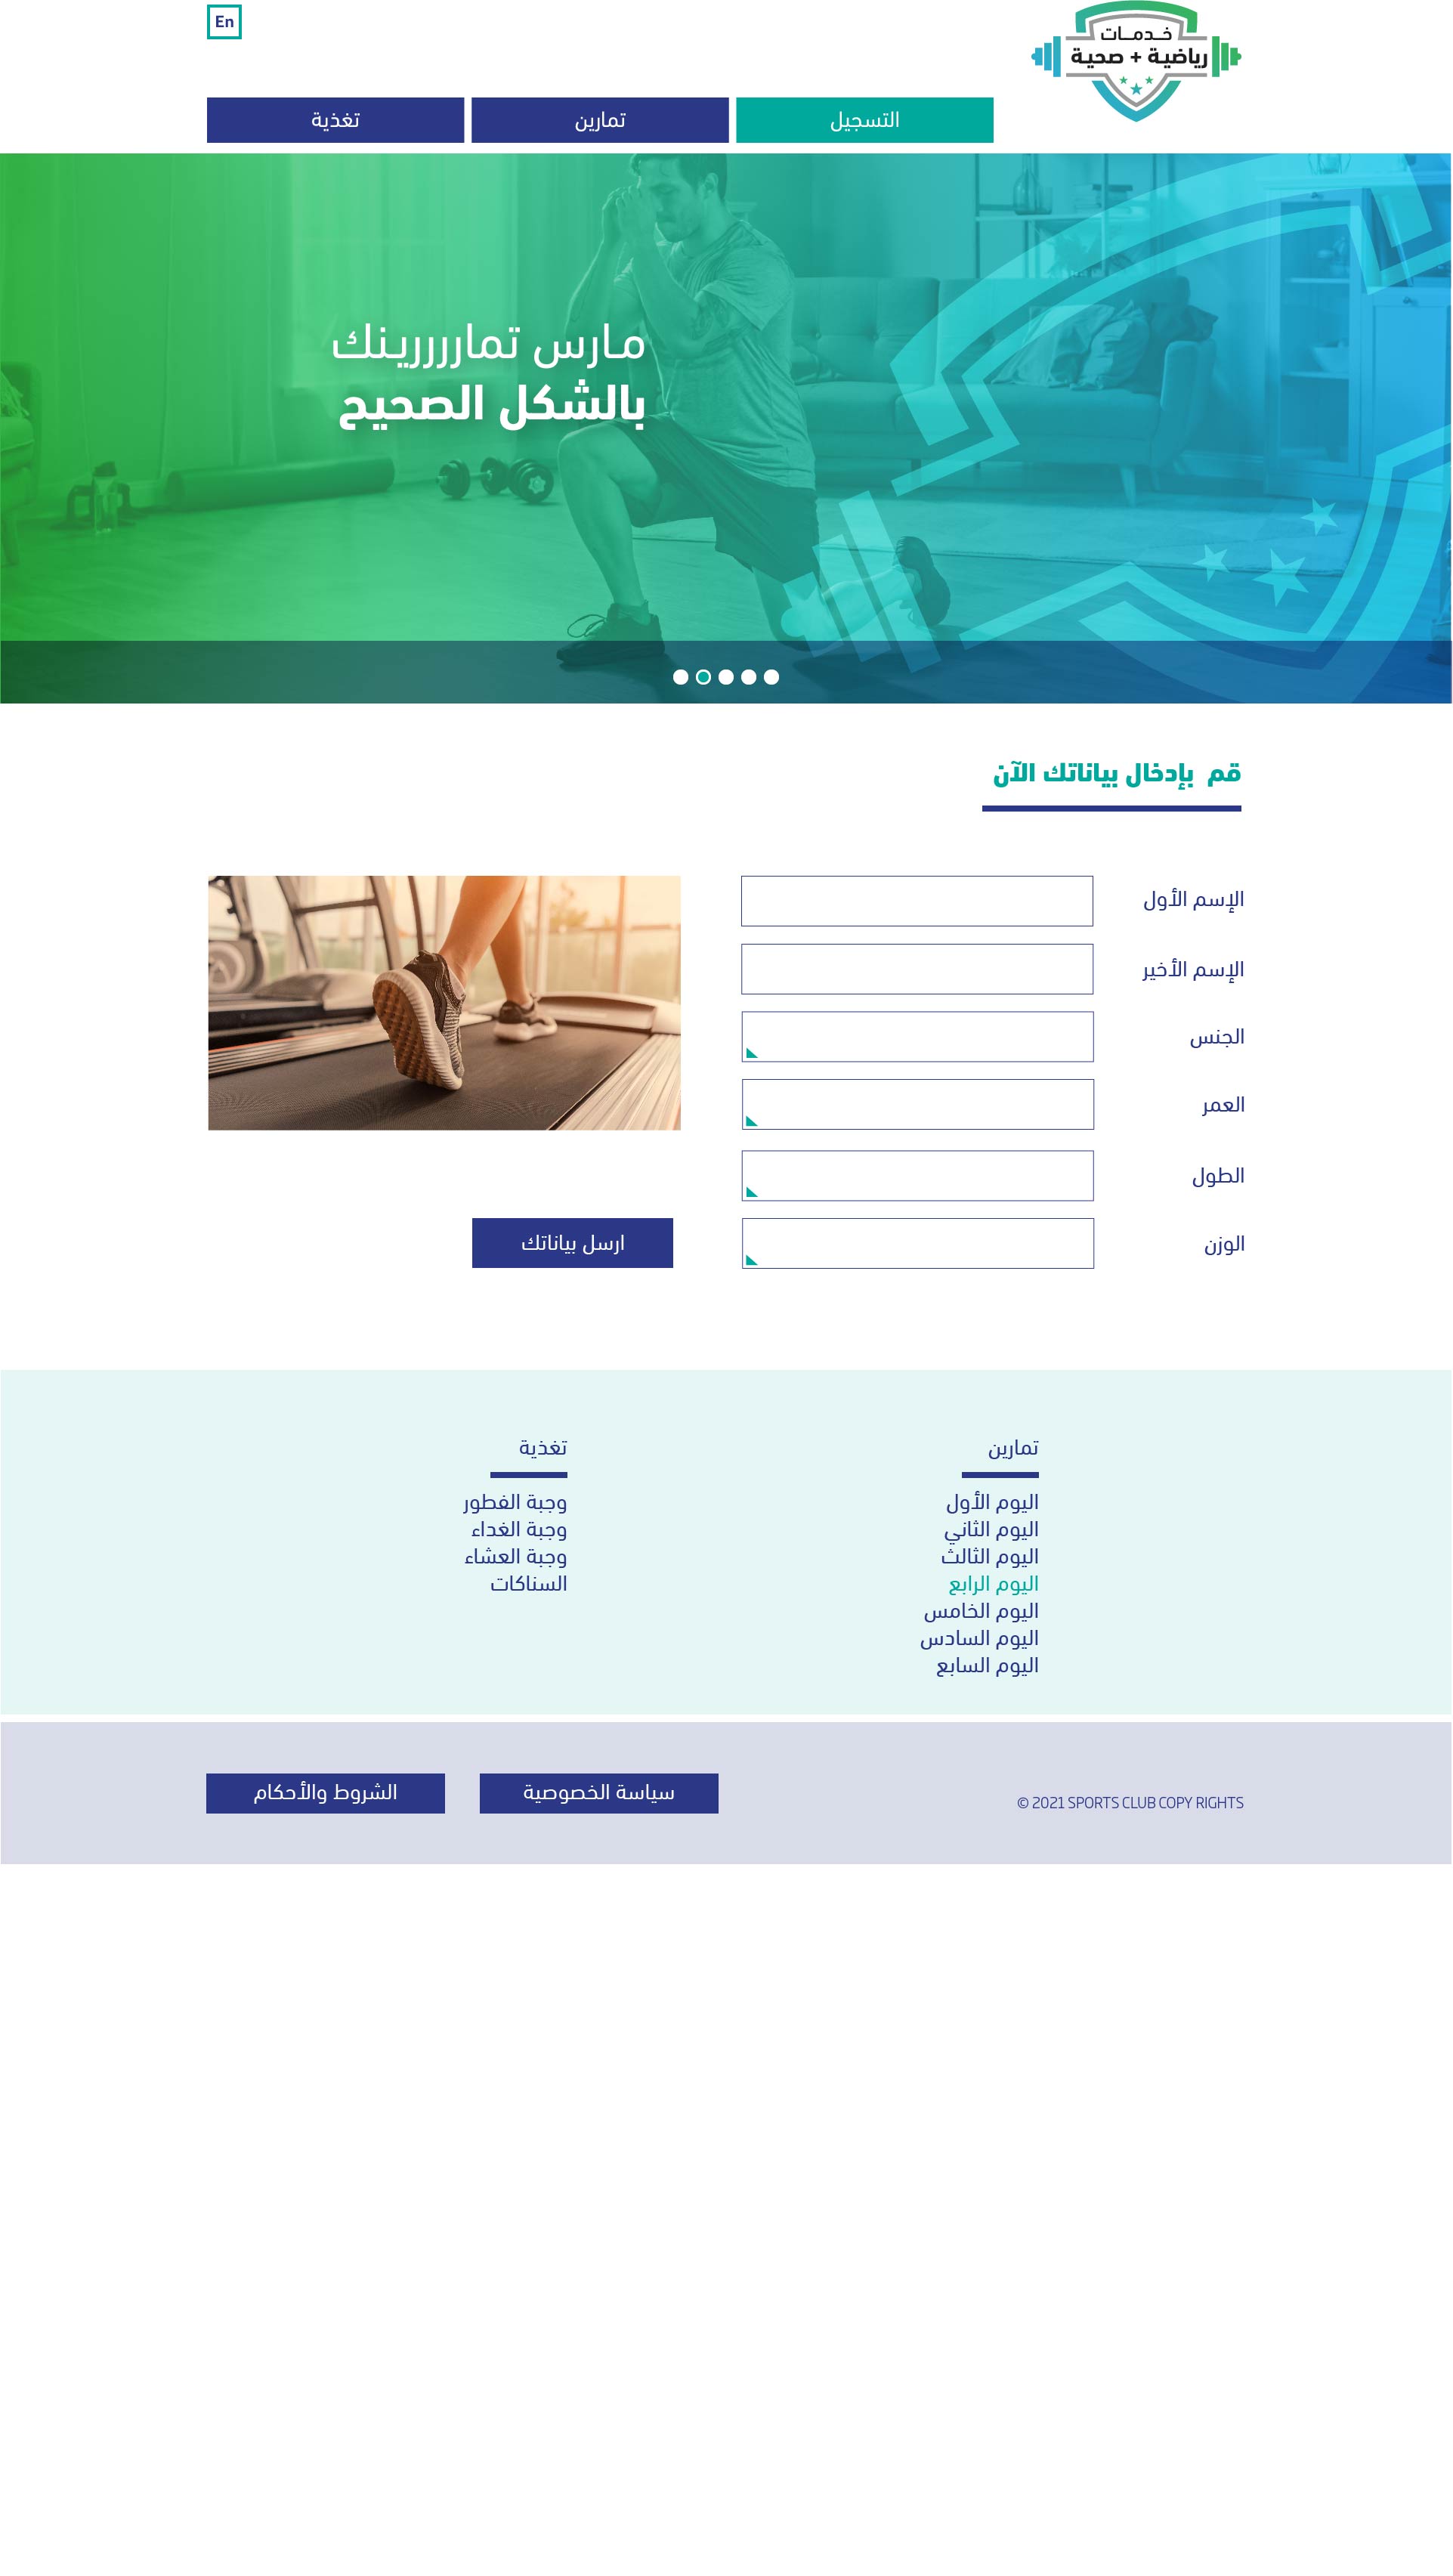 خـدمـات
رياضية + صحية
En
التسجيل
تمارين
تغذية
مارس تماررررينك
بالشكل الصحيح
قم بإدخال بياناتك الآن
الإسم الأول
الإسم الأخير
الجنس
العمر
الطول
الوزن
ارسل بياناتك
تمارين
اليوم الأول
اليوم الثاني
اليوم الثالث
اليوم الرابع
اليوم الخامس
اليوم السادس
اليوم السابع
تغذية
وجبة الفطور
وجبة الغداء
وجبة العشاء
السناكات
© 2021 SPORTS CLUB COPY RIGHTS
سياسة الخصوصية
الشروط والأحكام